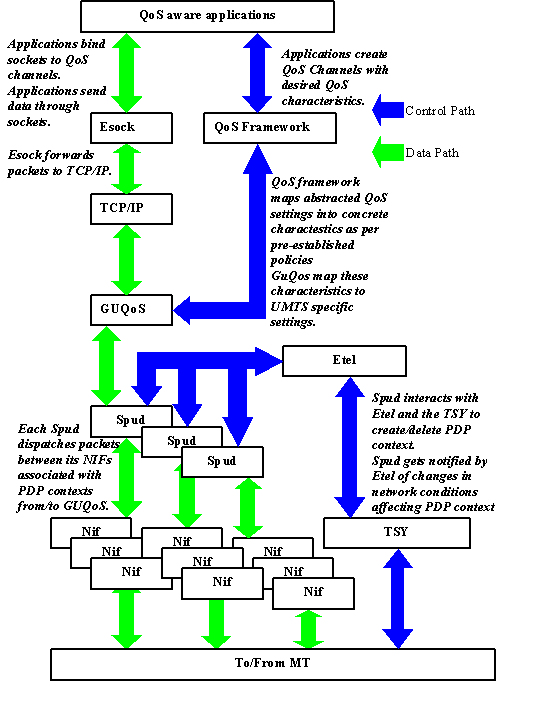 QoS aware applications
Applications bind
sockets to QoS
channels.
Applications send
data through
sockets.
Applications create
QoS Channels with
desired QoS
characteristics.
Control Path
Data Path
Esock
QoS Framework
Esock forwards
packets to TCP/IP.
TCP/IP
QoS framework
maps abstracted QoS
settings into concrete
charactestics as per
pre-established
policies
GuQos map these
characteristics to
UMTS specific
settings.
GUQoS
Etel
Spud
Spud
Spud
Each Spud
dispatches packets
between its NIFs
associated with
PDP contexts
from/to GUQoS.
Spud interacts with
Etel and the TSY to
create/delete PDP
context.
Spud gets notified by
Etel of changes in
network conditions
affecting PDP context
Nif
Nif
Nif
Nif
Nif
Nif
Nif
Nif
Nif
TSY
To/From MT